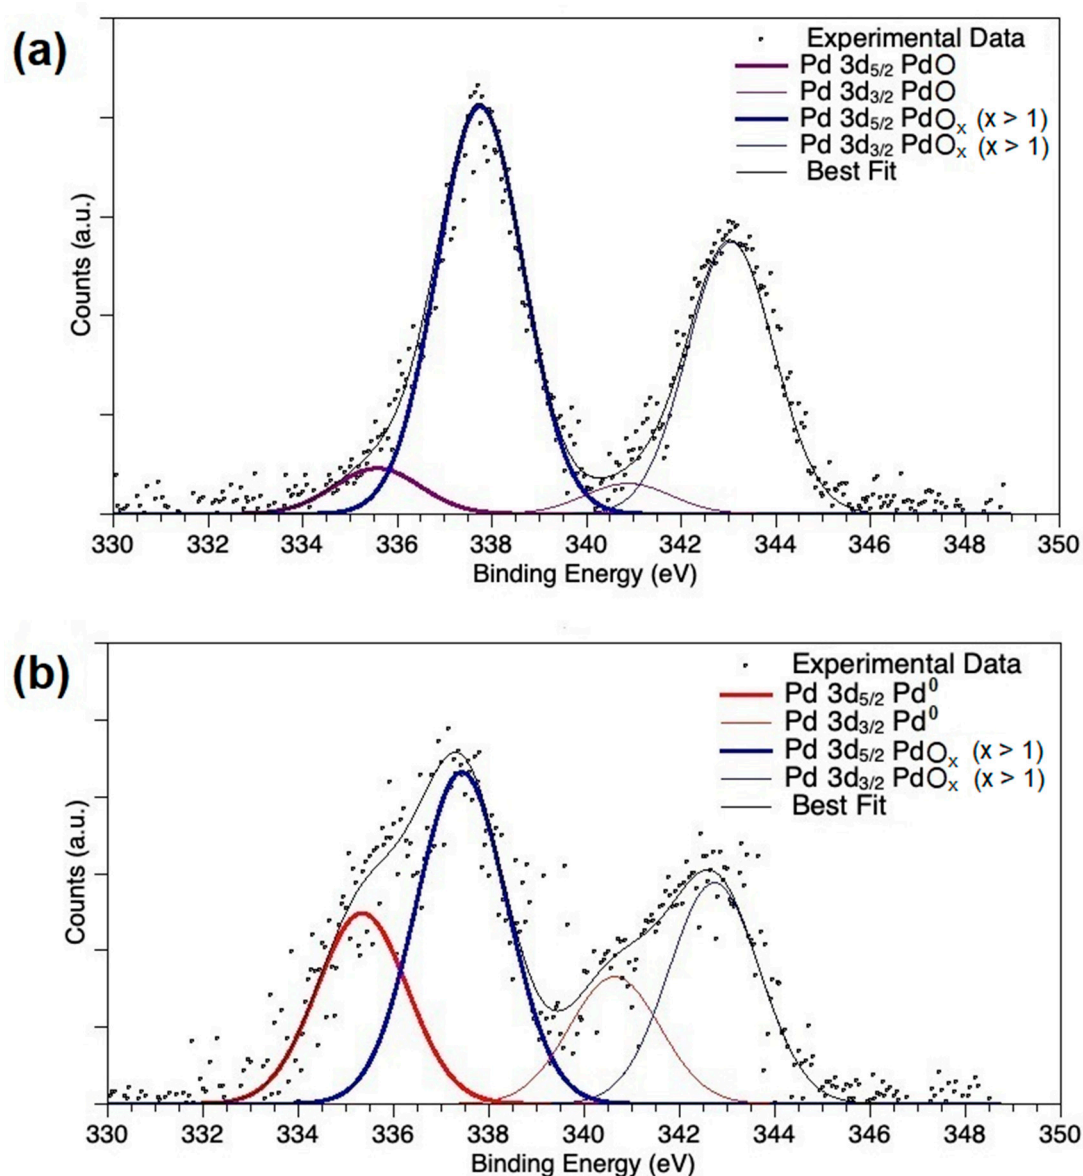 (a)
Experimental Data
Pd 3d5/2 PdO
Pd 3d3/2 PdO
Pd 3d5/2 PdOx (x > 1)
Pd 3d3/2 PdOx (x > 1)
Best Fit
Counts (a.u.)
330 332 334 336 338 340 342 344 346 348 350
Binding Energy (eV)
(b)
Experimental Data
Pd 3d5/2 Pd0
Pd 3d3/2 Pd0
Pd 3d5/2 PdOx (x > 1)
Pd 3d3/2 PdOx (x > 1)
Best Fit
Counts (a.u.)
330 332 334 336 338 340 342 344 346 348 350
Binding Energy (eV)